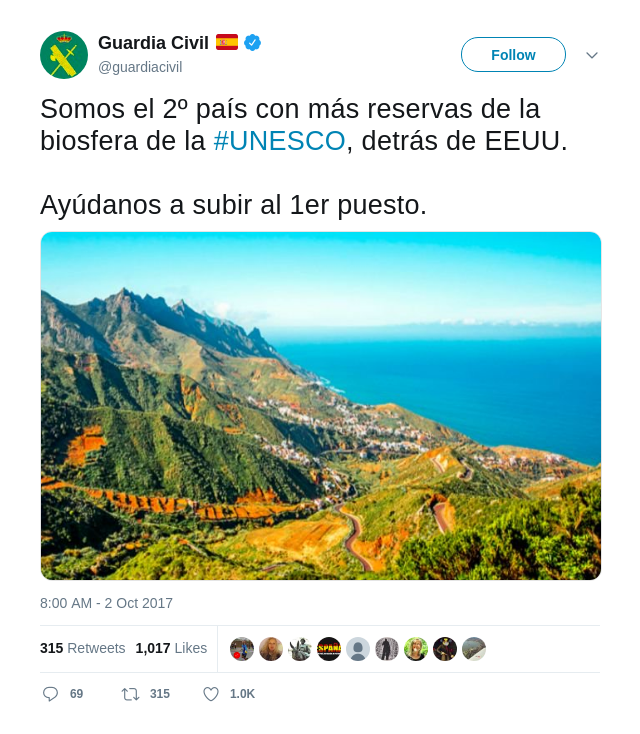 Guardia Civil
@guardiacivil
Follow
Somos el 2º país con más reservas de la
biosfera de la #UNESCO, detrás de EEUU.
Ayúdanos a subir al 1er puesto.
8:00 AM - 2 Oct 2017
315 Retweets 1,017 Likes
69 315 1.0K